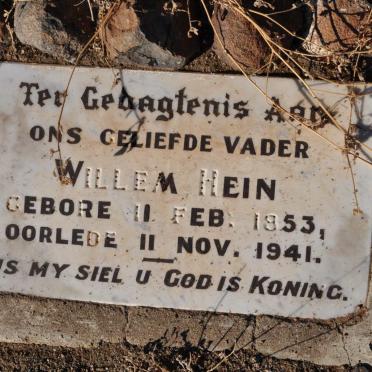 Ter Gedagtenis Aan
ONS GELIEFDE VADER
WILLEM HEIN
GEBORE 11 FEB. 1853,
OORLEDE 11 NOV. 1941.
IS MY SIEL U GOD IS KONING.